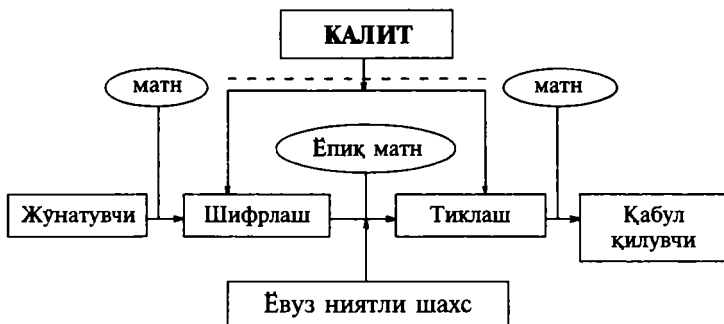 КАЛИТ
матн
матн
Ёпиқ матн
Жўнатувчи
Шифрлаш
Тиклаш
Қабул
қилувчи
Ёвуз ниятли шахс